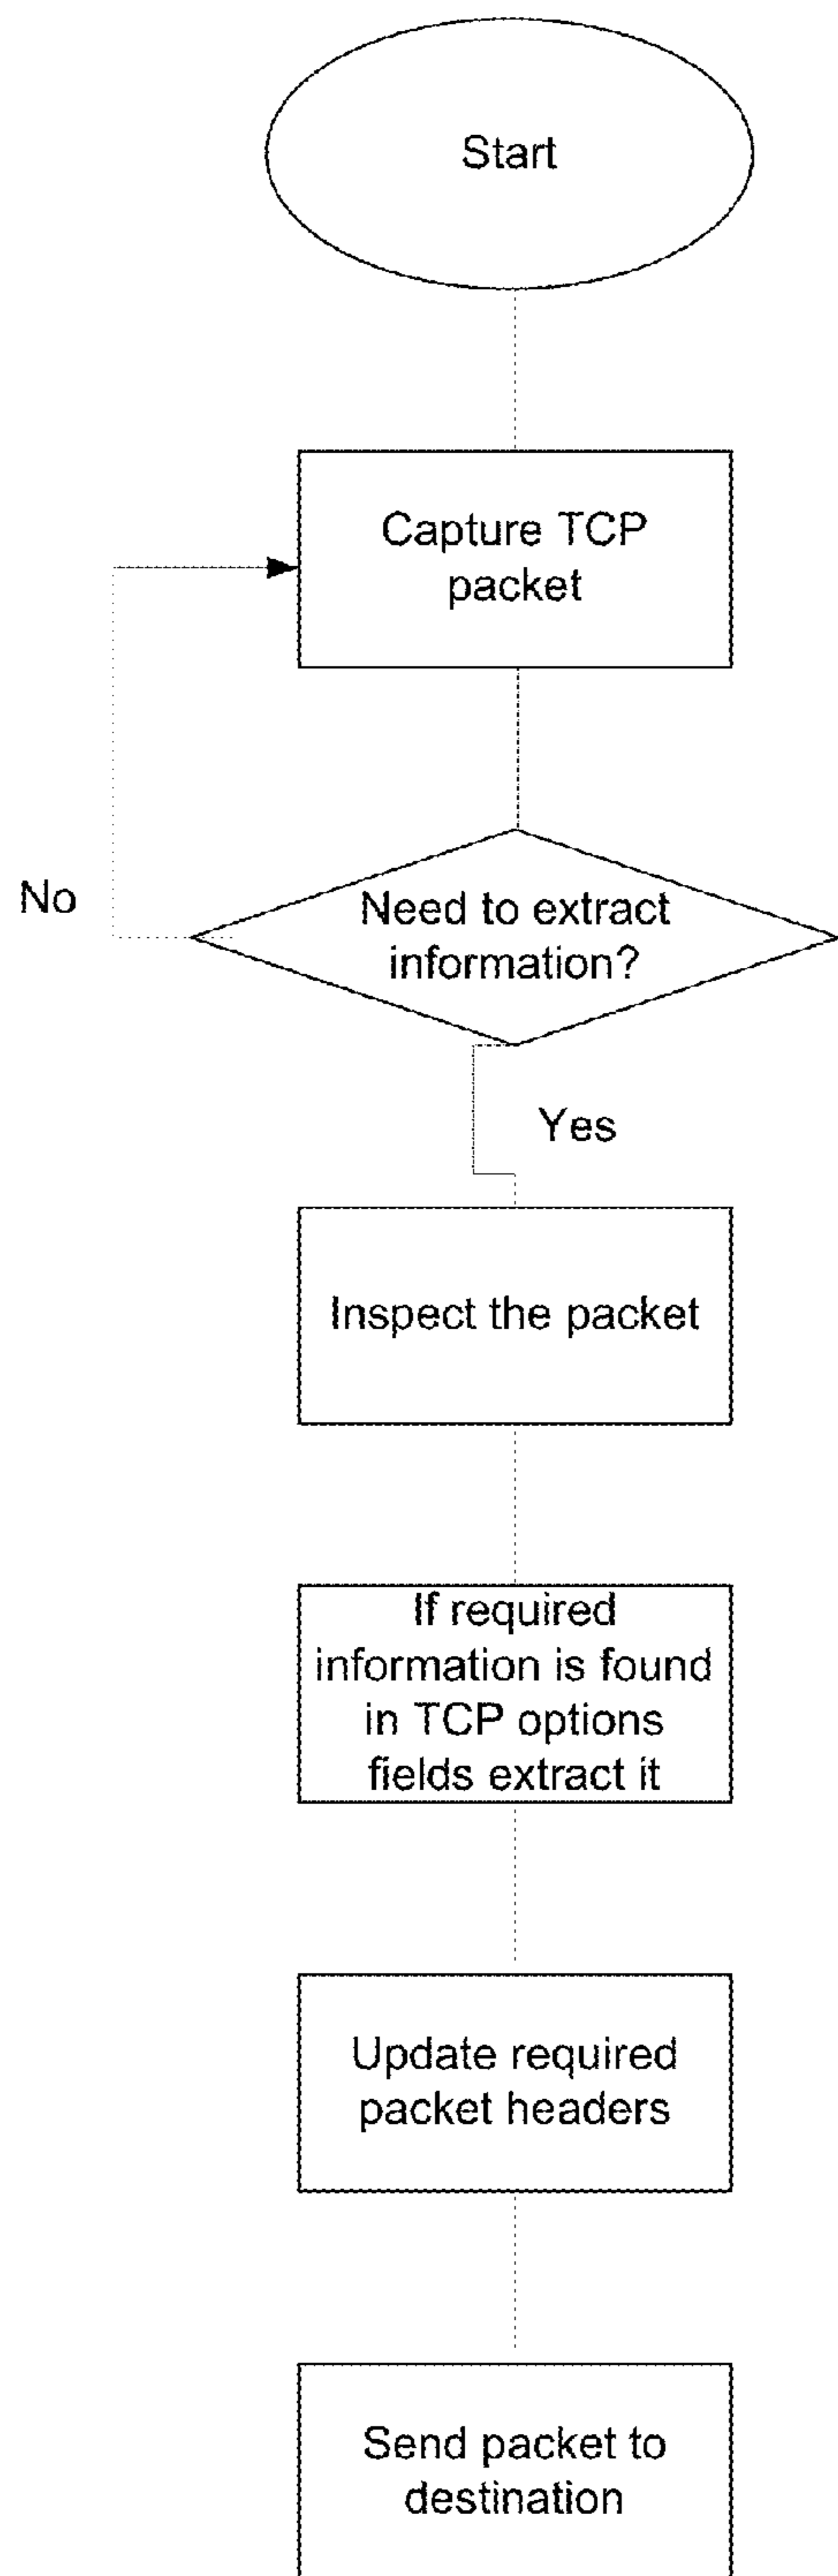 Start
Capture TCP
packet
Need to extract
information?
No
Yes
Inspect the packet
If required
information is found
in TCP options
fields extract it
Update required
packet headers
Send packet to
destination